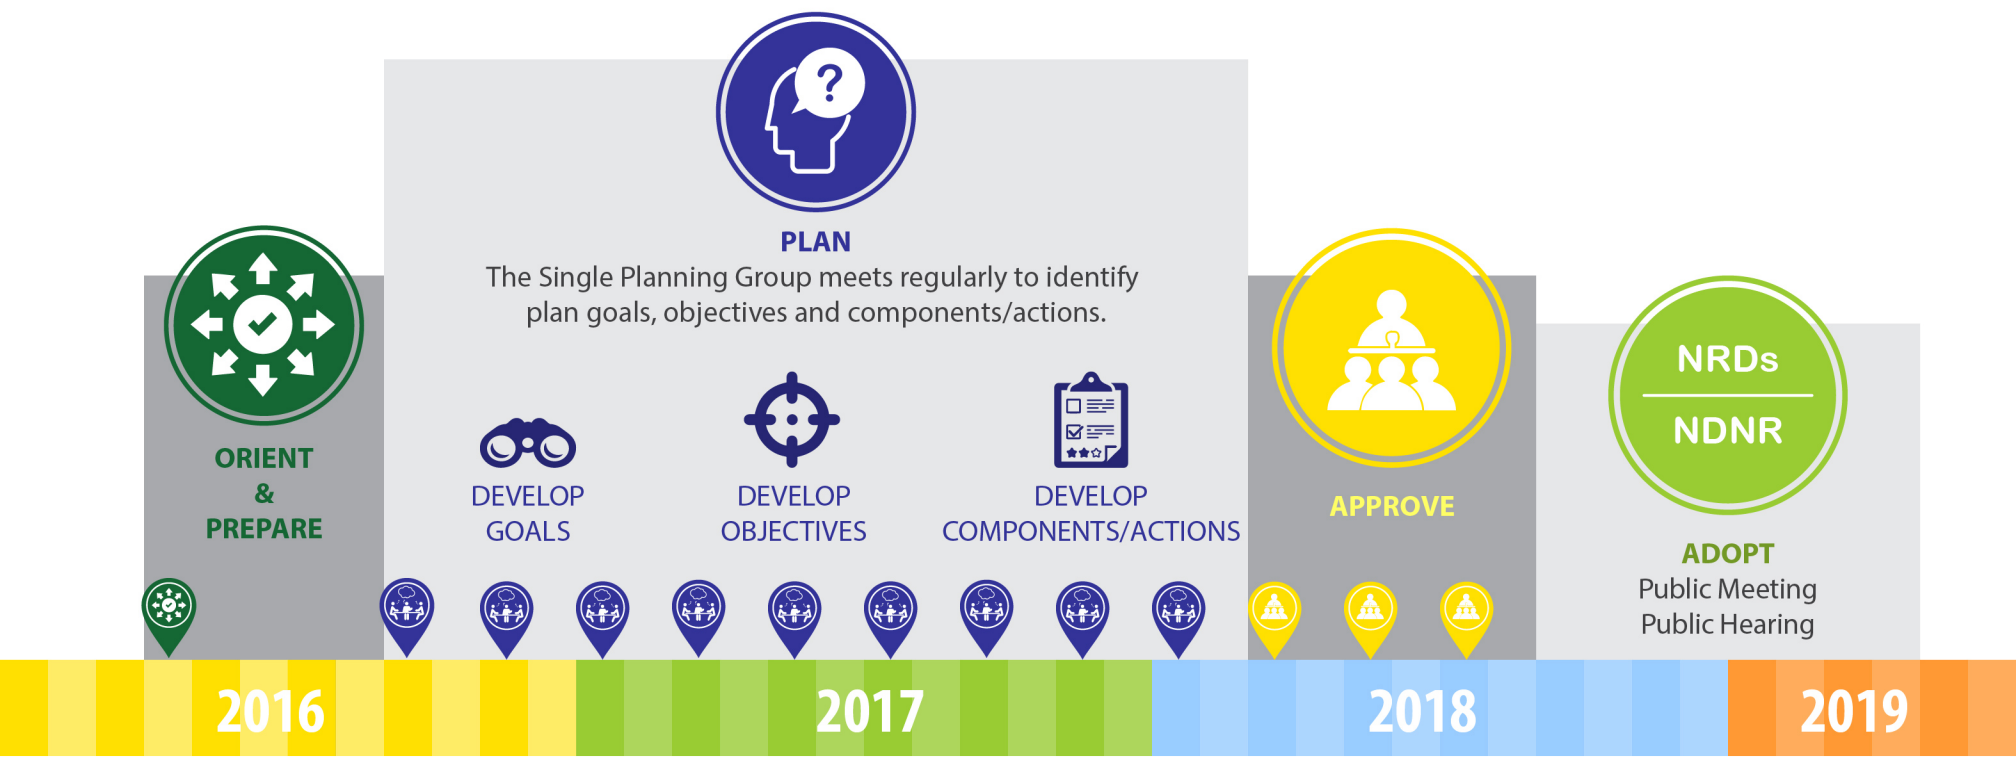 ?
PLAN
The Single Planning Group meets regularly to identify
plan goals, objectives and components/actions.
ORIENT
&
PREPARE
DEVELOP
GOALS
DEVELOP
OBJECTIVES
DEVELOP
COMPONENTS/ACTIONS
APPROVE
NRDs
NDNR
ADOPT
Public Meeting
Public Hearing
2016
2017
2018
2019